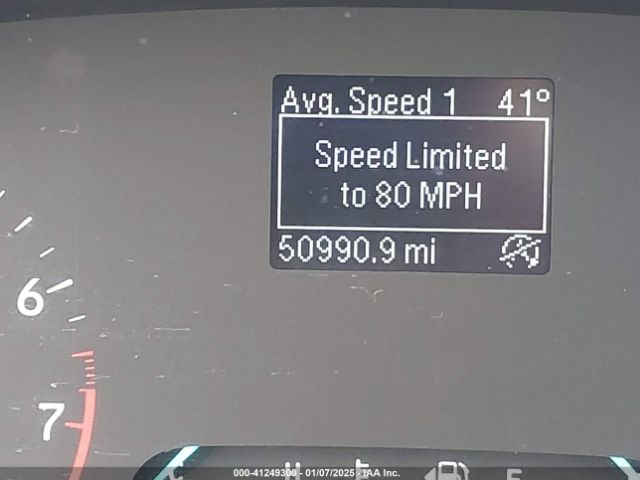 Avg. Speed 1 41°
Speed Limited
to 80 MPH
50990.9 mi
6
7
C H E F
000-41249300 - 01/07/2025 - IAA Inc.